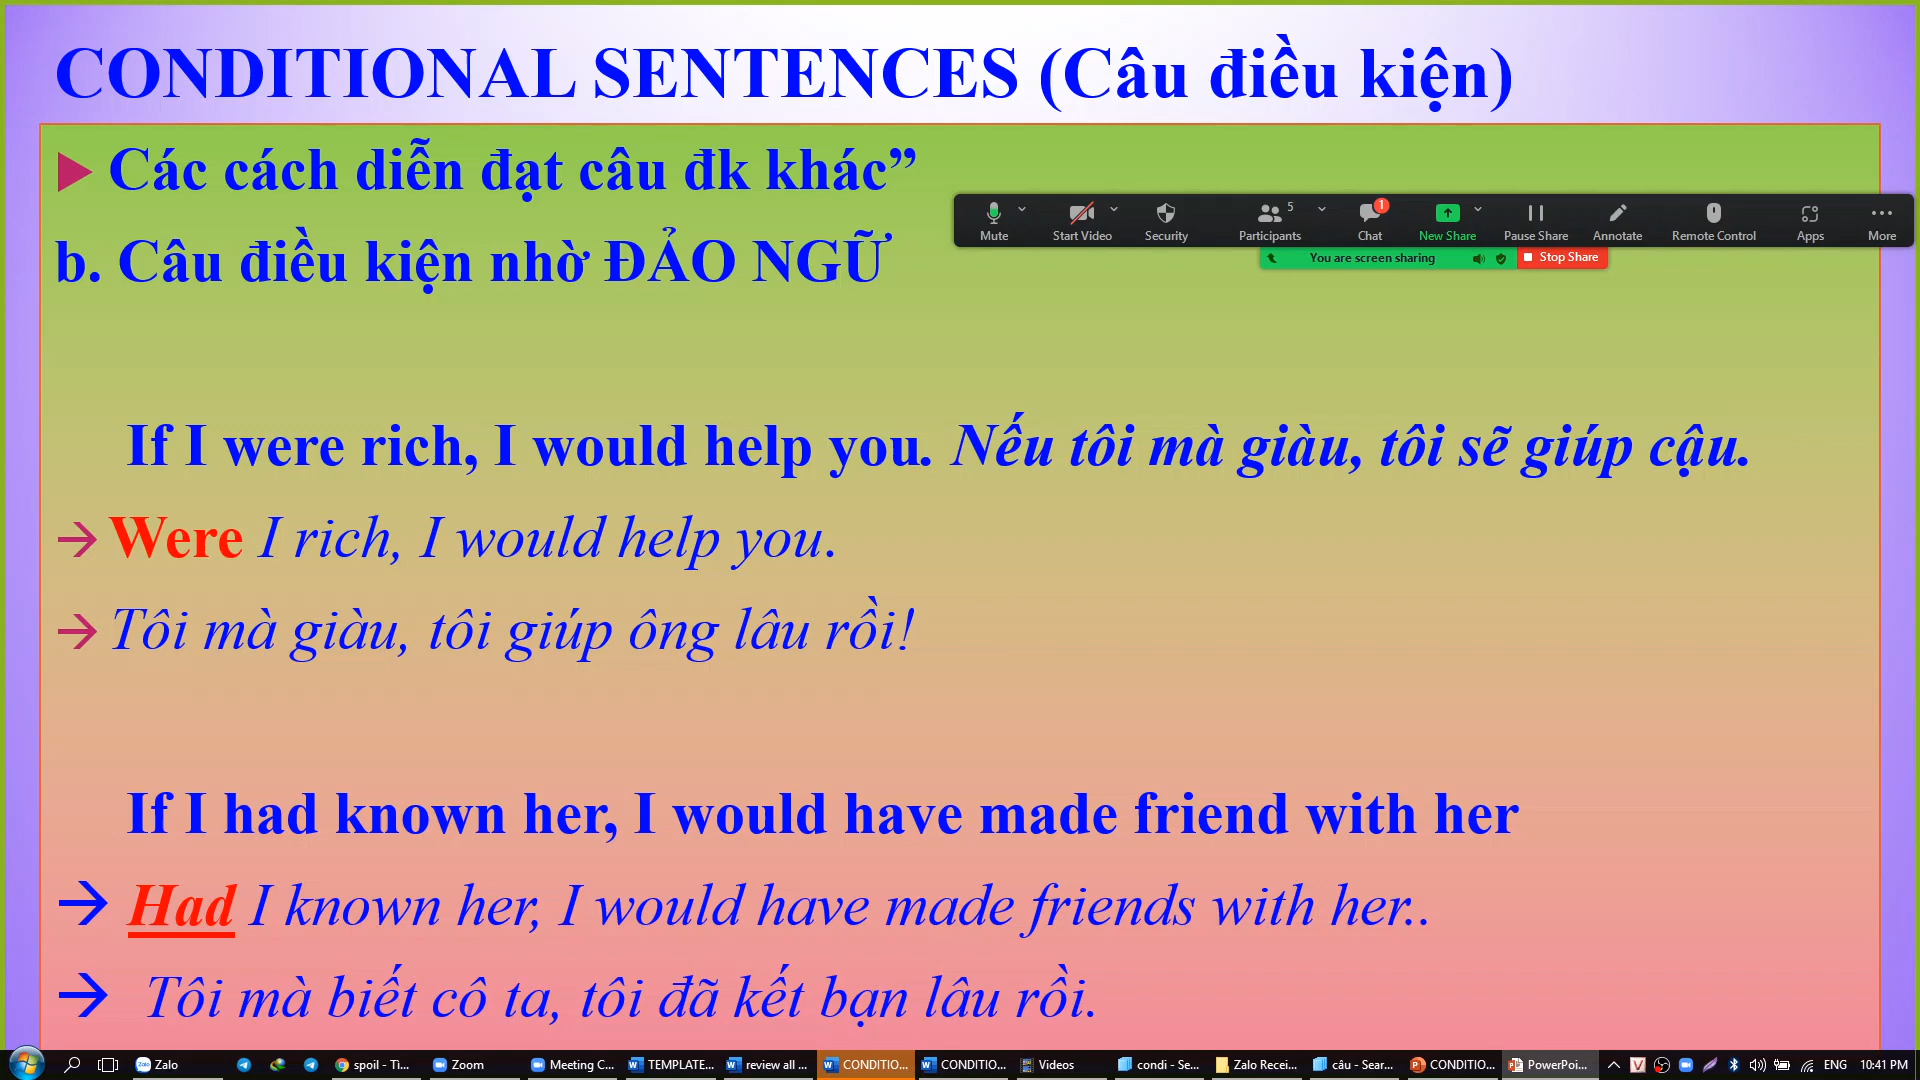 CONDITIONAL SENTENCES (Câu điều kiện)
Các cách diễn đạt câu đk khác”
b. Câu điều kiện nhờ ĐẢO NGỮ
Mute
Start Video
Security
5
Participants
1
Chat
New Share
Pause Share
Annotate
Remote Control
Apps
More
You are screen sharing
Stop Share
If I were rich, I would help you. Nếu tôi mà giàu, tôi sẽ giúp cậu.
Were I rich, I would help you.
Tôi mà giàu, tôi giúp ông lâu rồi!
If I had known her, I would have made friend with her
Had I known her, I would have made friends with her..
Tôi mà biết cô ta, tôi đã kết bạn lâu rồi.
Zalo
spoil - Ti...
Zoom
Meeting C...
TEMPLATE...
review all ...
CONDITIO...
CONDITIO...
Videos
condi - Se...
Zalo Recei...
câu - Sear...
CONDITIO...
PowerPoi...
ENG
10:41 PM